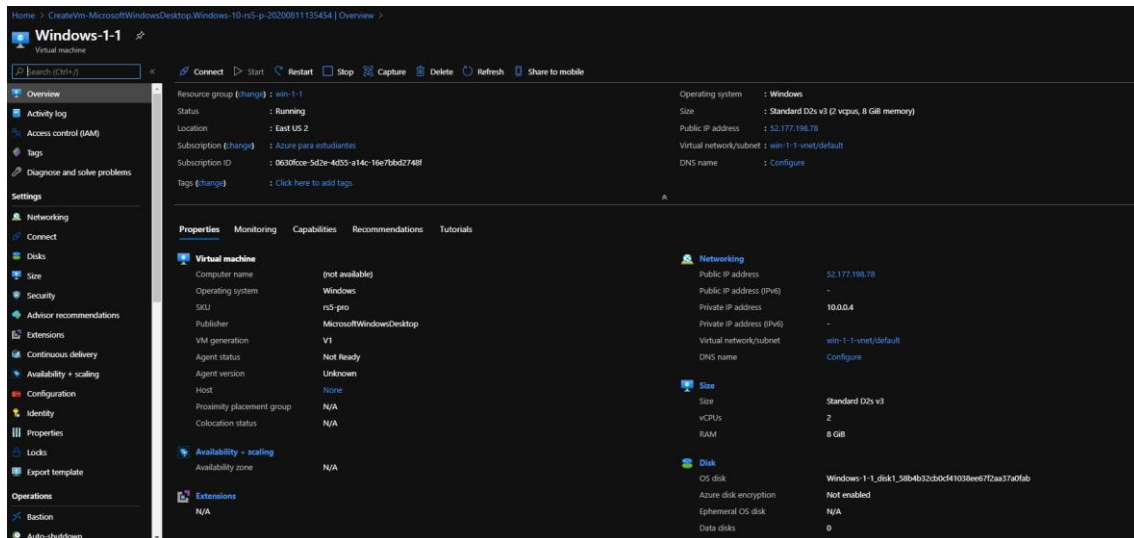 Home > CreateVm-MicrosoftWindowsDesktop.Windows-10-rs5-p-20200811135454 | Overview >
Windows-1-1
Virtual machine
Search (Ctrl+/)
«
Connect Start Restart Stop Capture Delete Refresh Share to mobile
Overview
Activity log
Access control (IAM)
Tags
Diagnose and solve problems
Settings
Networking
Connect
Disks
Size
Security
Advisor recommendations
Extensions
Continuous delivery
Availability + scaling
Configuration
Identity
Properties
Locks
Export template
Operations
Bastion
Auto-shutdown
Resource group (change) : win-1-1
Status : Running
Location : East US 2
Subscription (change) : Azure para estudiantes
Subscription ID : 0630fcce-5d2e-4d55-a14c-16e7bbd2748f
Tags (change) : Click here to add tags
Operating system : Windows
Size : Standard D2s v3 (2 vcpus, 8 GiB memory)
Public IP address : 52.177.198.78
Virtual network/subnet : win-1-1-vnet/default
DNS name : Configure
Properties Monitoring Capabilities Recommendations Tutorials
Virtual machine
Computer name (not available)
Operating system Windows
SKU rs5-pro
Publisher MicrosoftWindowsDesktop
VM generation V1
Agent status Not Ready
Agent version Unknown
Host None
Proximity placement group N/A
Colocation status N/A
Availability + scaling
Availability zone N/A
Extensions
N/A
Networking
Public IP address 52.177.198.78
Public IP address (IPv6) -
Private IP address 10.0.0.4
Private IP address (IPv6) -
Virtual network/subnet win-1-1-vnet/default
DNS name Configure
Size
Size Standard D2s v3
vCPUs 2
RAM 8 GiB
Disk
OS disk Windows-1-1_disk1_58b4b32cb0cf41038ee67f2aa37a0fab
Azure disk encryption Not enabled
Ephemeral OS disk N/A
Data disks 0